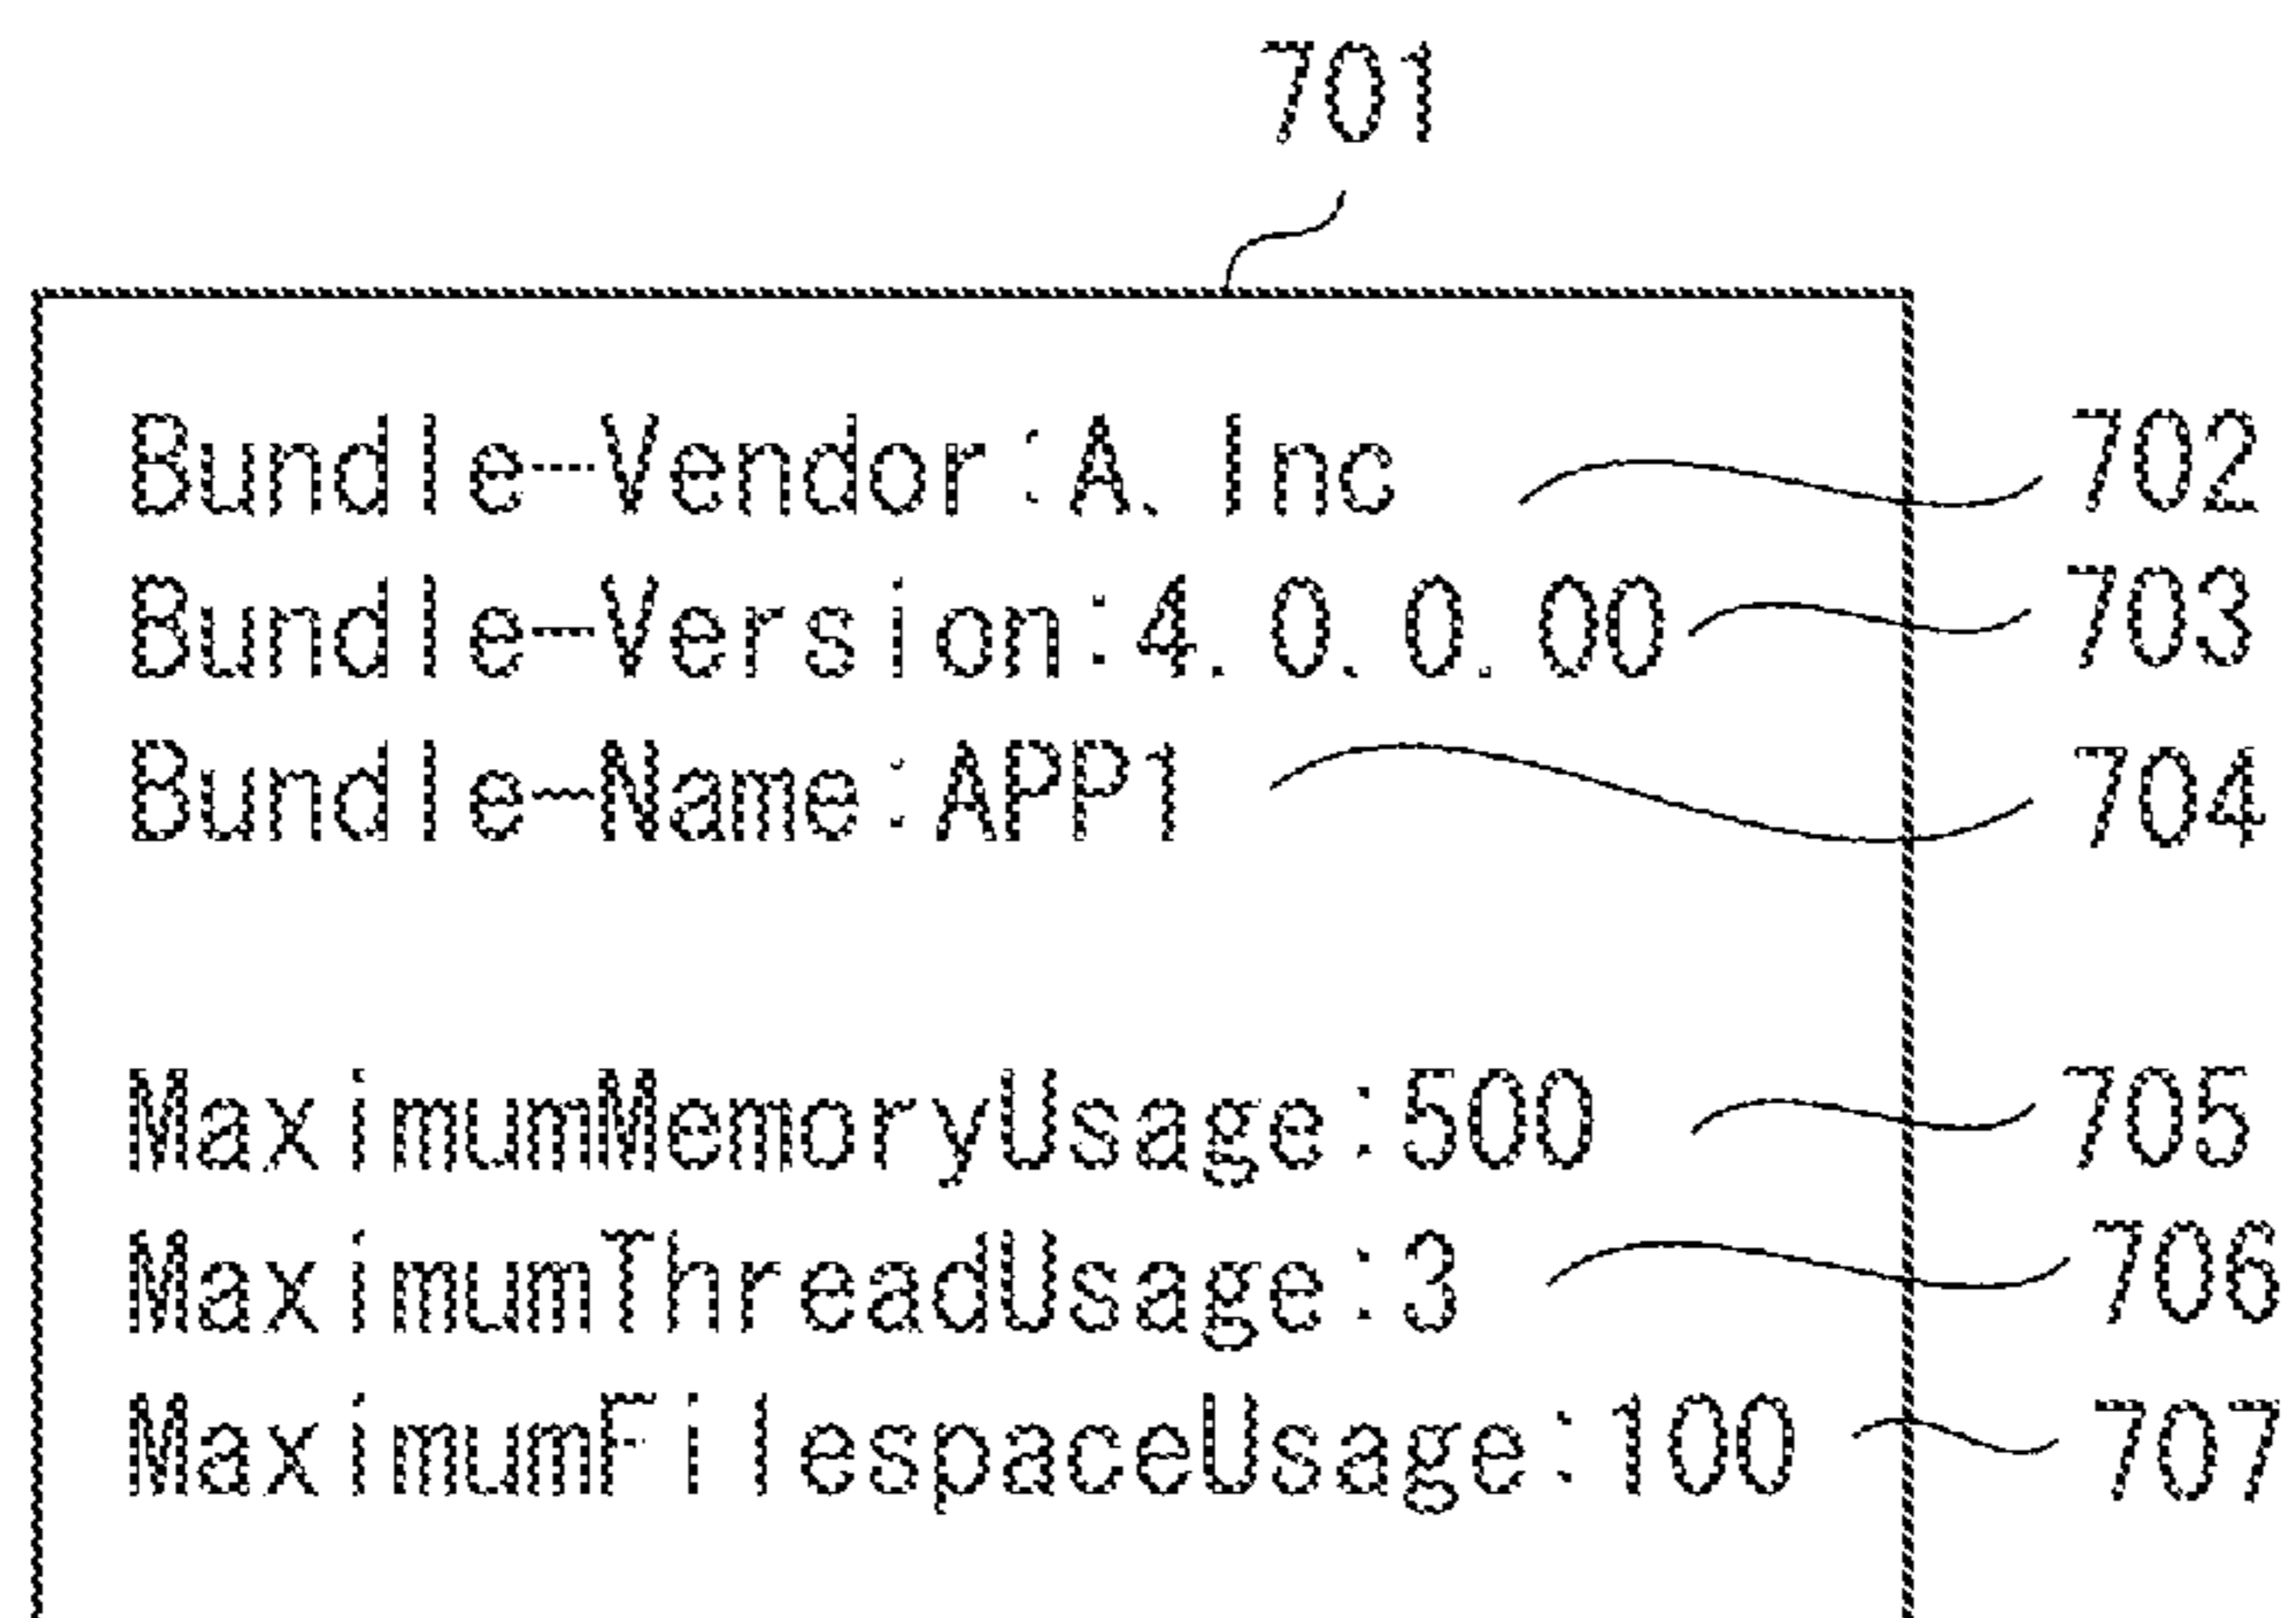 701
Bundle-Vendor:A. Inc 702
Bundle-Version:4.0.0.00 703
Bundle-Name:APP1 704
MaximumMemoryUsage:500 705
MaximumThreadUsage:3 706
MaximumFilespaceUsage:100 707